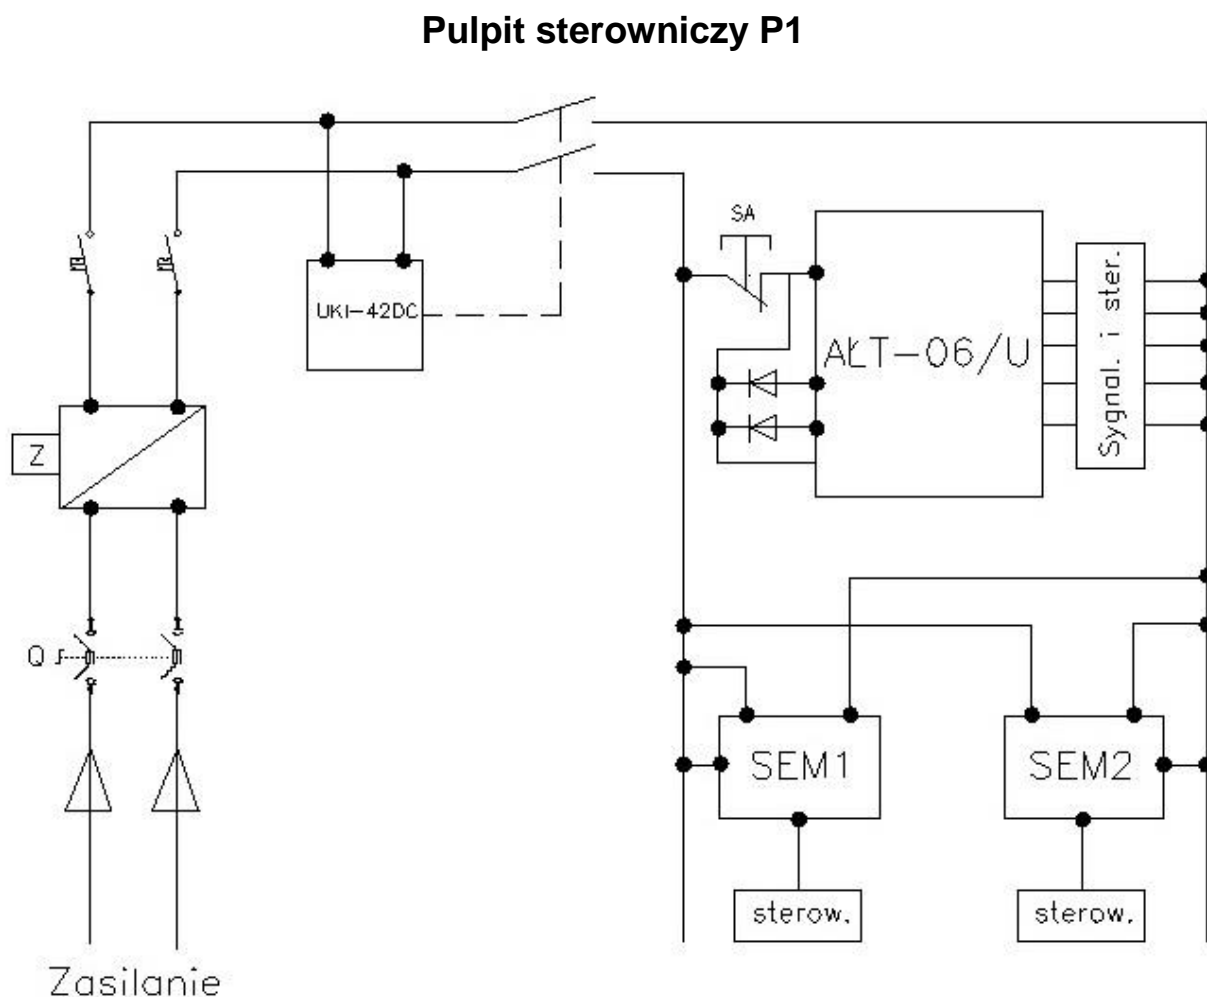 Pulpit sterowniczy P1
SA
UKI-42DC
AŁT-06/U
Sygnal. i ster.
Z
Q
SEM1
SEM2
sterow.
sterow.
Zasilanie